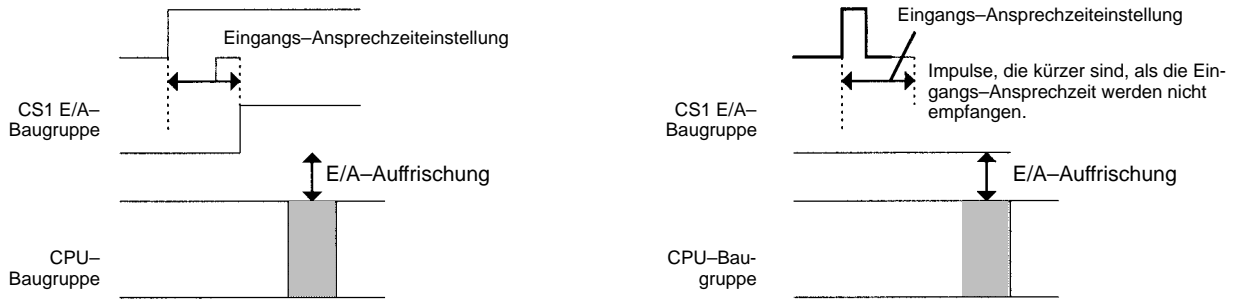 Eingangs–Ansprechzeiteinstellung
CS1 E/A–
Baugruppe
E/A–Auffrischung
CPU–
Baugruppe
Eingangs–Ansprechzeiteinstellung
Impulse, die kürzer sind, als die Ein-
gangs–Ansprechzeit werden nicht
empfangen.
CS1 E/A–
Baugruppe
E/A–Auffrischung
CPU–Bau-
gruppe